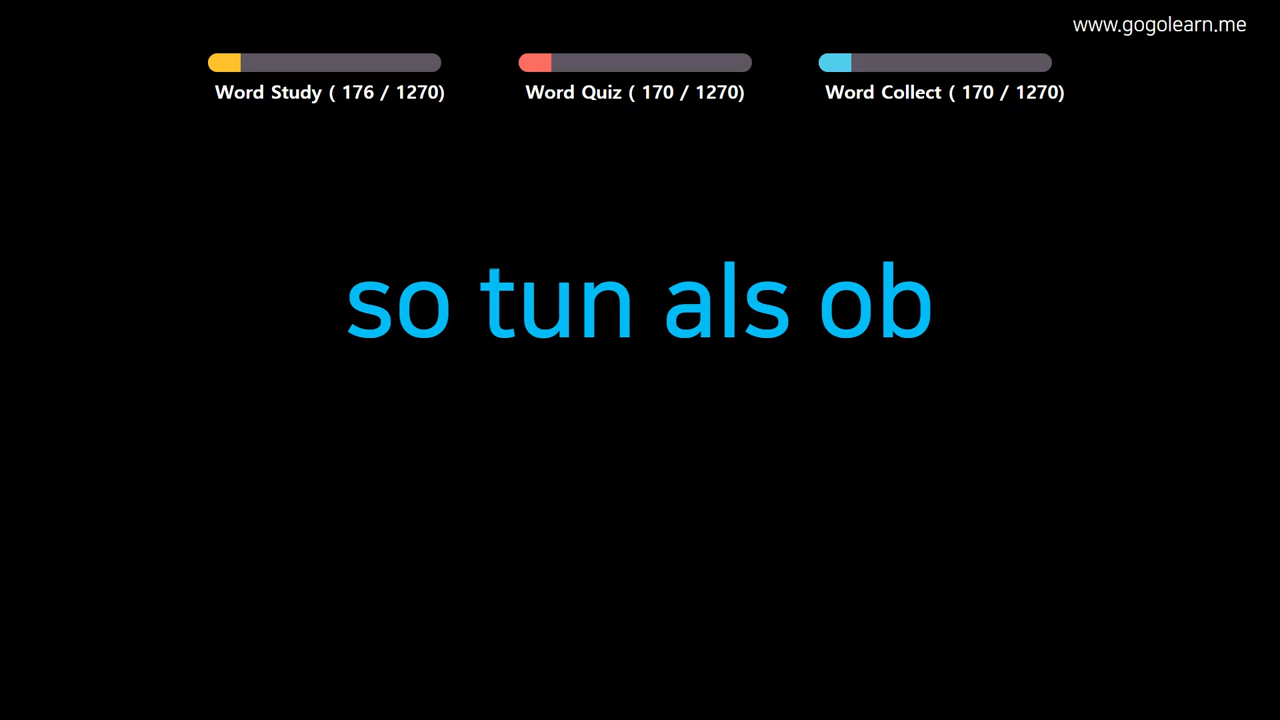 www.gogolearn.me
Word Study ( 176 / 1270)
Word Quiz ( 170 / 1270)
Word Collect ( 170 / 1270)
so tun als ob